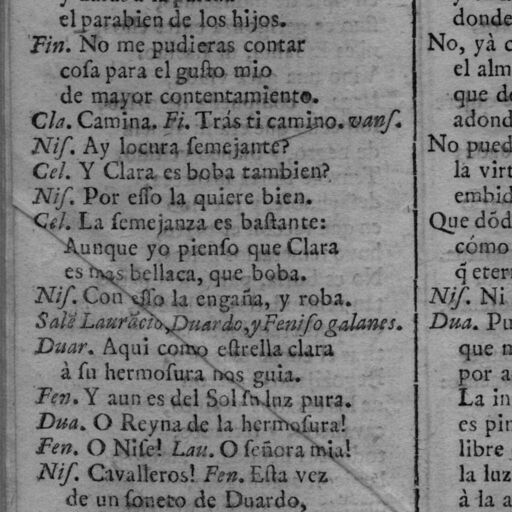 el parabien de los hijos.
Fin. No me pudieras contar
cosa para el gusto mio
de mayor contentamiento.
Cla. Camina. Fi. Trás ti camino. vans.
Nis. Ay locura semejante?
Cel. Y Clara es boba tambien?
Nis. Por esso la quiere bien.
Cel. La semejanza es bastante:
Aunque yo pienso que Clara
es mas bellaca, que boba.
Nis. Con esso la engaña, y roba.
Salē Laurēcio, Duardo, y Feniso galanes.
Duar. Aqui como estrella clara
à su hermosura nos guia.
Fen. Y aun es del Sol su luz pura.
Dua. O Reyna de la hermosura!
Fen. O Nise! Lau. O señora mia!
Nis. Cavalleros! Fen. Esta vez
de un soneto de Duardo,
donde
No, yà
el alm
que d
adond
No pued
la virt
embid
Que dōd
cómo
q̃ eter
Nis. Ni
Dua. Pu
que
por a
La in
es pin
libre
la luz
à la a